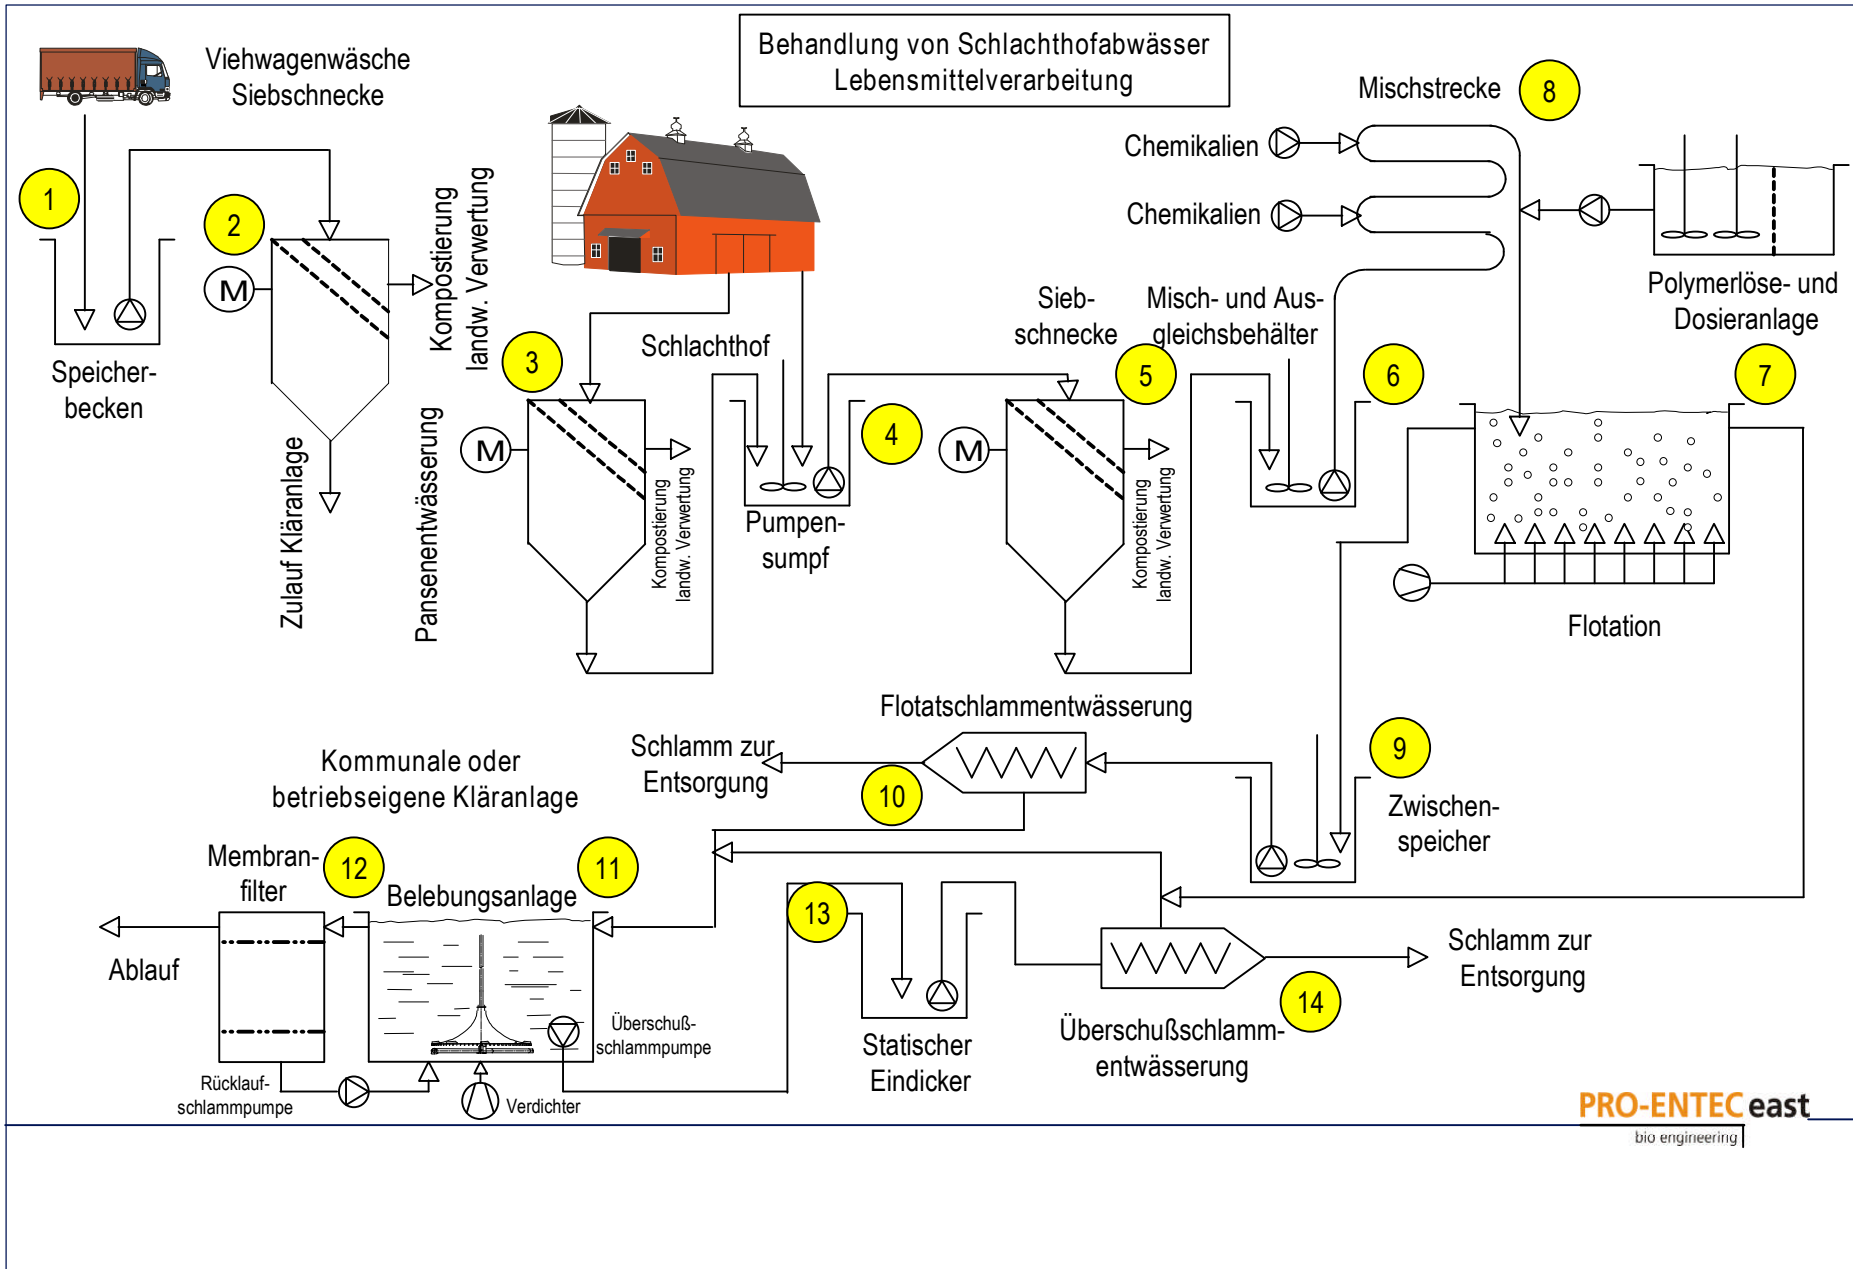 Behandlung von Schlachthofabwässer
Lebensmittelverarbeitung
Viehwagenwäsche
Siebschnecke
1
Speicher-
becken
2
M
Kompostierung
landw. Verwertung
Zulauf Kläranlage
3
M
Pansenentwässerung
Kompostierung
landw. Verwertung
Schlachthof
4
Pumpen-
sumpf
Sieb-
schnecke
5
M
Kompostierung
landw. Verwertung
Misch- und Aus-
gleichsbehälter
6
Mischstrecke
8
Chemikalien
Chemikalien
Polymerlöse- und
Dosieranlage
7
Flotation
Flotatschlammentwässerung
Schlamm zur
Entsorgung
10
9
Zwischen-
speicher
Kommunale oder
betriebseigene Kläranlage
Membran-
filter
12
Belebungsanlage
11
Ablauf
Rücklauf-
schlammpumpe
Verdichter
Überschuß-
schlammpumpe
13
Statischer
Eindicker
14
Überschußschlamm-
entwässerung
Schlamm zur
Entsorgung
PRO-ENTEC east
bio engineering